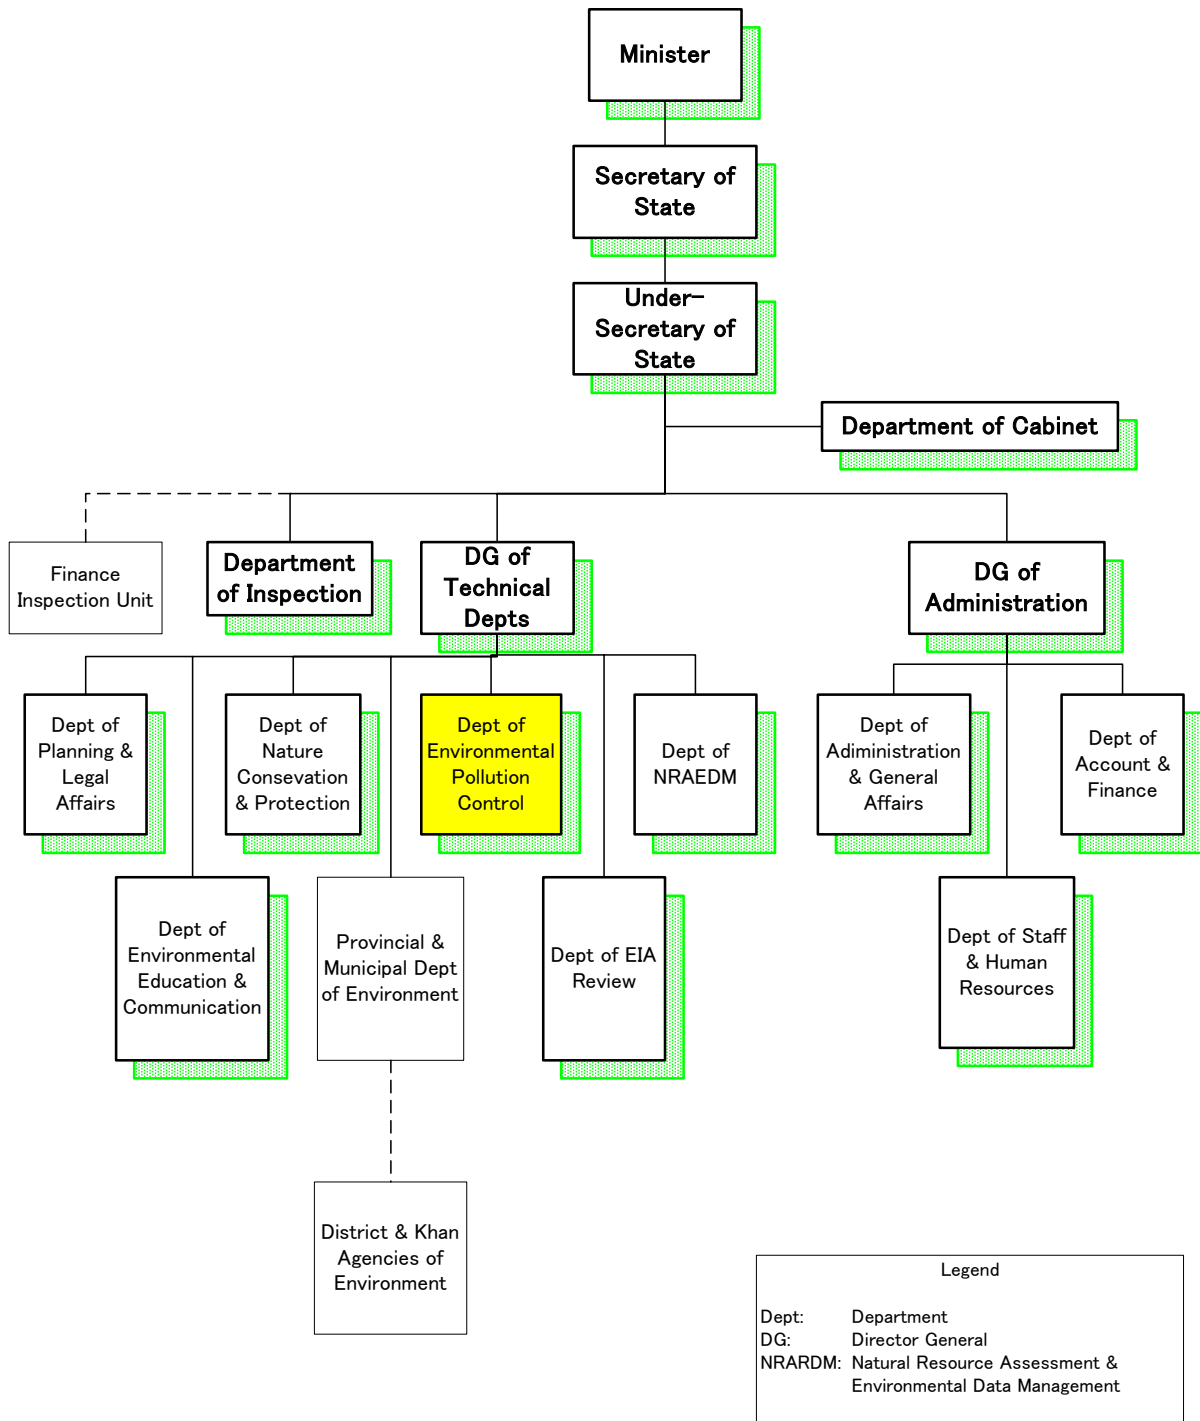 Minister
Secretary of
State
Under-
Secretary of
State
Department of Cabinet
Finance
Inspection Unit
Department
of Inspection
DG of
Technical
Depts
DG of
Administration
Dept of
Planning &
Legal
Affairs
Dept of
Nature
Consevation
& Protection
Dept of
Environmental
Pollution
Control
Dept of
NRAEDM
Dept of
Administration
& General
Affairs
Dept of
Account &
Finance
Dept of
Environmental
Education &
Communication
Provincial &
Municipal Dept
of Environment
Dept of EIA
Review
Dept of Staff
& Human
Resources
District & Khan
Agencies of
Environment
Legend
Dept: Department
DG: Director General
NRARDM: Natural Resource Assessment &
Environmental Data Management